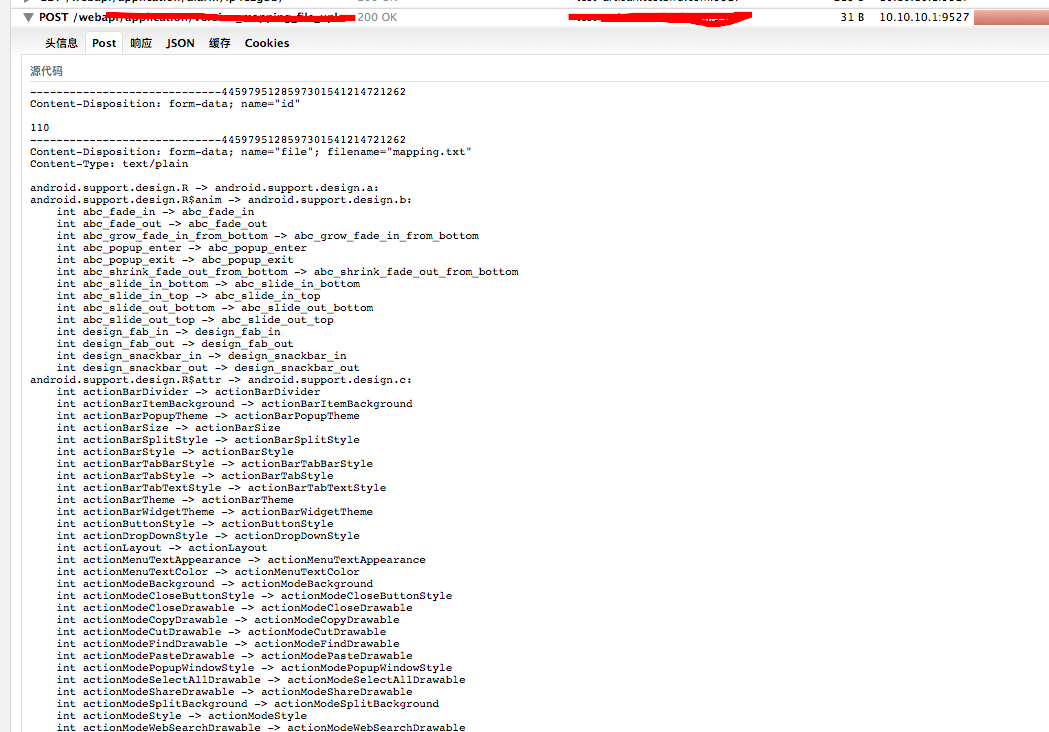 POST /webapi/application/ _mapping_file_ 200 OK 31 B 10.10.10.1:9527
头信息 Post 响应 JSON 缓存 Cookies
源代码
-----------------------------4459795128597301541214721262
Content-Disposition: form-data; name="id"
110
-----------------------------4459795128597301541214721262
Content-Disposition: form-data; name="file"; filename="mapping.txt"
Content-Type: text/plain
android.support.design.R -> android.support.design.a:
android.support.design.R$anim -> android.support.design.b:
int abc_fade_in -> abc_fade_in
int abc_fade_out -> abc_fade_out
int abc_grow_fade_in_from_bottom -> abc_grow_fade_in_from_bottom
int abc_popup_enter -> abc_popup_enter
int abc_popup_exit -> abc_popup_exit
int abc_shrink_fade_out_from_bottom -> abc_shrink_fade_out_from_bottom
int abc_slide_in_bottom -> abc_slide_in_bottom
int abc_slide_in_top -> abc_slide_in_top
int abc_slide_out_bottom -> abc_slide_out_bottom
int abc_slide_out_top -> abc_slide_out_top
int design_fab_in -> design_fab_in
int design_fab_out -> design_fab_out
int design_snackbar_in -> design_snackbar_in
int design_snackbar_out -> design_snackbar_out
android.support.design.R$attr -> android.support.design.c:
int actionBarDivider -> actionBarDivider
int actionBarItemBackground -> actionBarItemBackground
int actionBarPopupTheme -> actionBarPopupTheme
int actionBarSize -> actionBarSize
int actionBarSplitStyle -> actionBarSplitStyle
int actionBarStyle -> actionBarStyle
int actionBarTabBarStyle -> actionBarTabBarStyle
int actionBarTabStyle -> actionBarTabStyle
int actionBarTabTextStyle -> actionBarTabTextStyle
int actionBarTheme -> actionBarTheme
int actionBarWidgetTheme -> actionBarWidgetTheme
int actionButtonStyle -> actionButtonStyle
int actionDropDownStyle -> actionDropDownStyle
int actionLayout -> actionLayout
int actionMenuTextAppearance -> actionMenuTextAppearance
int actionMenuTextColor -> actionMenuTextColor
int actionModeBackground -> actionModeBackground
int actionModeCloseButtonStyle -> actionModeCloseButtonStyle
int actionModeCloseDrawable -> actionModeCloseDrawable
int actionModeCopyDrawable -> actionModeCopyDrawable
int actionModeCutDrawable -> actionModeCutDrawable
int actionModeFindDrawable -> actionModeFindDrawable
int actionModePasteDrawable -> actionModePasteDrawable
int actionModePopupWindowStyle -> actionModePopupWindowStyle
int actionModeSelectAllDrawable -> actionModeSelectAllDrawable
int actionModeShareDrawable -> actionModeShareDrawable
int actionModeSplitBackground -> actionModeSplitBackground
int actionModeStyle -> actionModeStyle
int actionModeWebSearchDrawable -> actionModeWebSearchDrawable